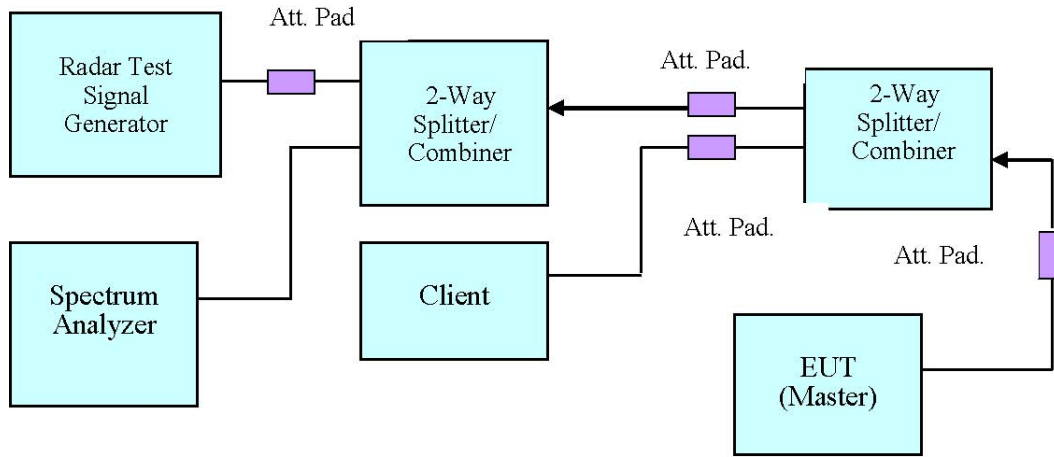 Att. Pad
Radar Test
Signal
Generator
2-Way
Splitter/
Combiner
Att. Pad.
2-Way
Splitter/
Combiner
Att. Pad.
Att. Pad.
Spectrum
Analyzer
Client
EUT
(Master)